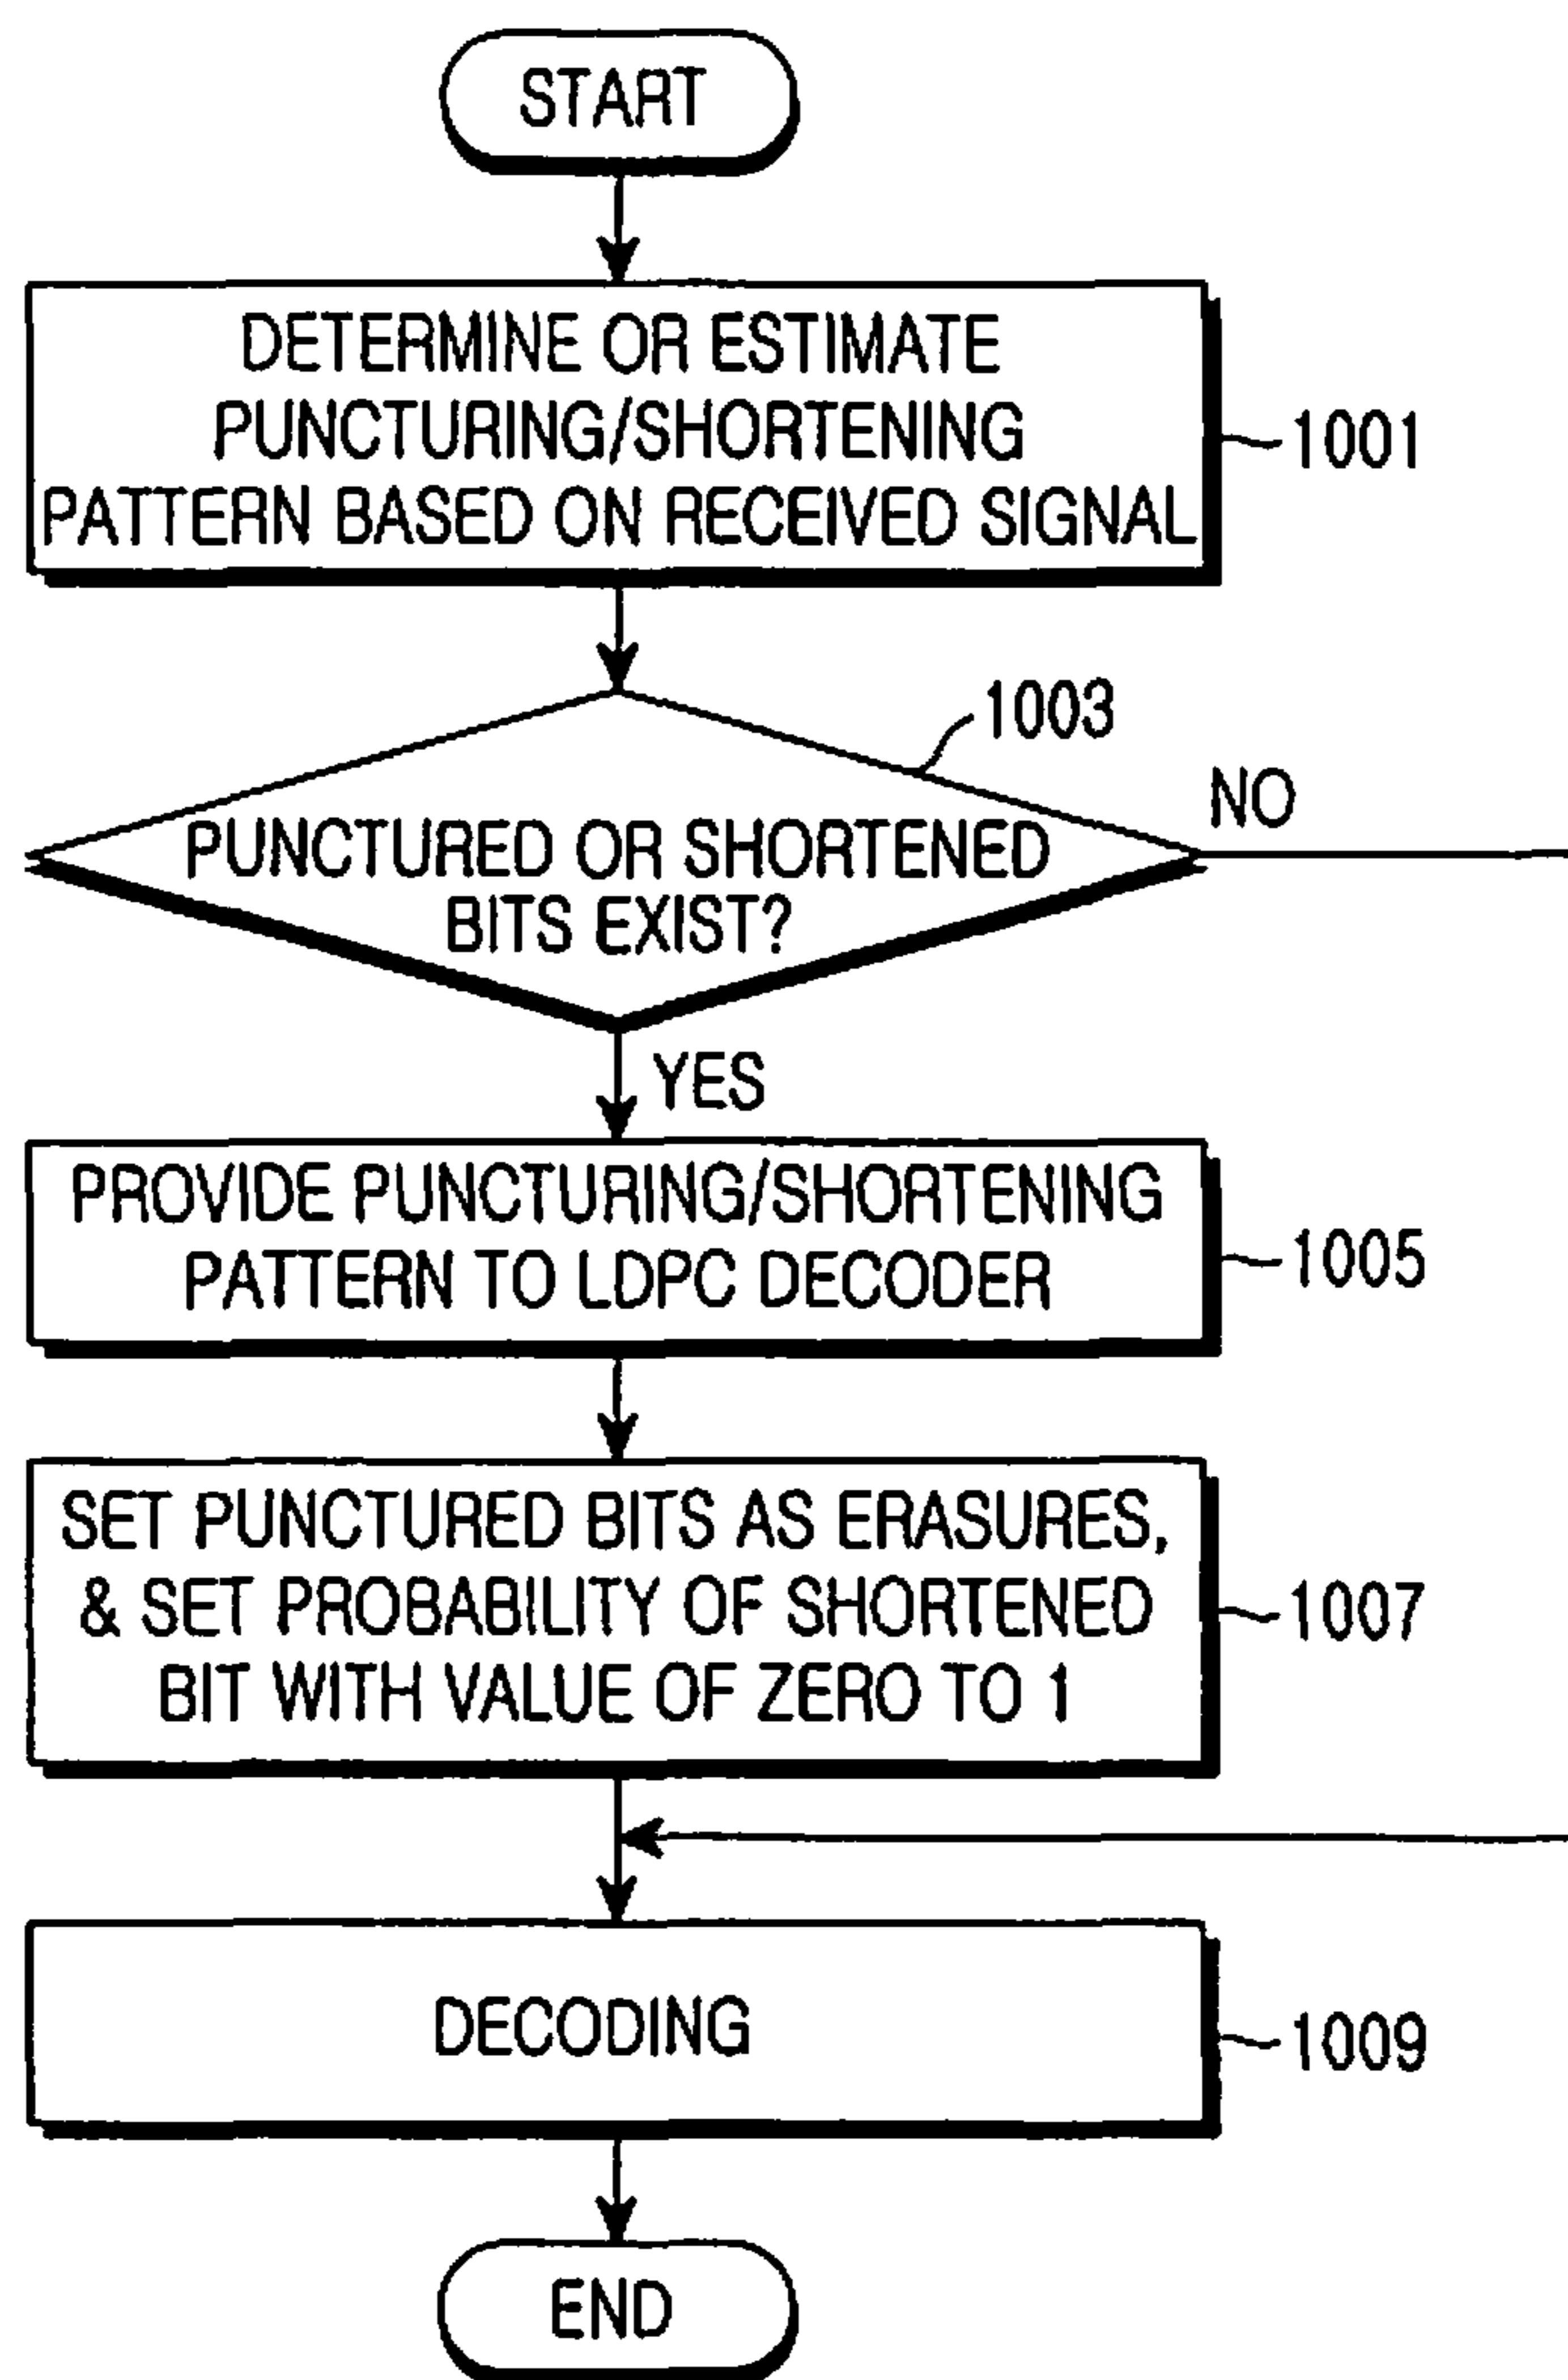 START
DETERMINE OR ESTIMATE
PUNCTURING/SHORTENING
PATTERN BASED ON RECEIVED SIGNAL
1001
1003
NO
PUNCTURED OR SHORTENED
BITS EXIST?
YES
PROVIDE PUNCTURING/SHORTENING
PATTERN TO LDPC DECODER
1005
SET PUNCTURED BITS AS ERASURES,
& SET PROBABILITY OF SHORTENED
BIT WITH VALUE OF ZERO TO 1
1007
DECODING
1009
END